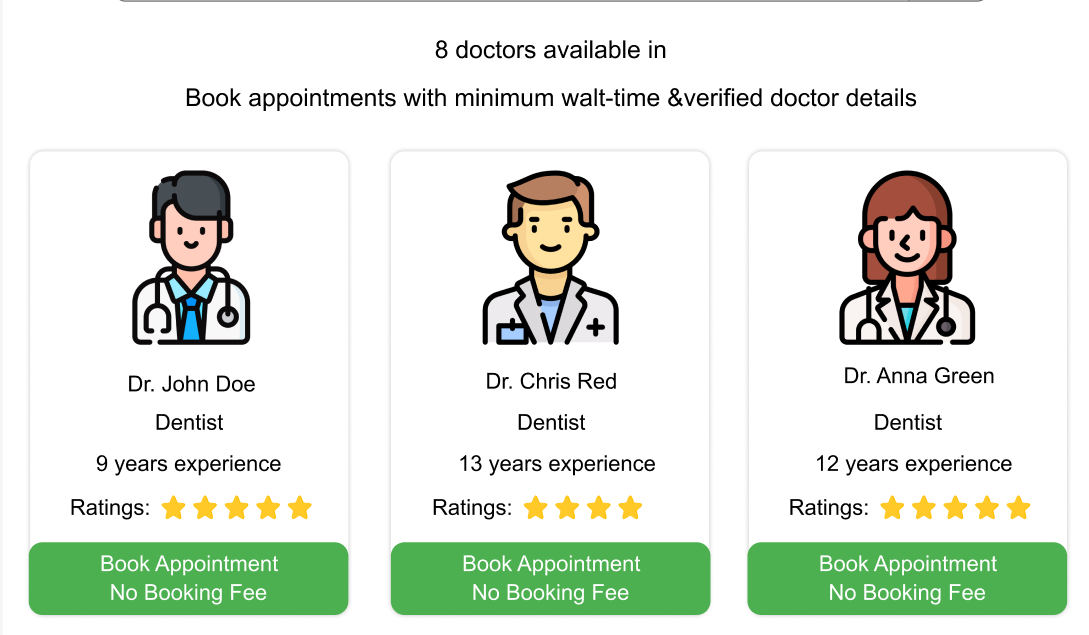 8 doctors available in
Book appointments with minimum walt-time &verified doctor details
Dr. John Doe
Dentist
9 years experience
Ratings:
Book Appointment
No Booking Fee
Dr. Chris Red
Dentist
13 years experience
Ratings:
Book Appointment
No Booking Fee
Dr. Anna Green
Dentist
12 years experience
Ratings:
Book Appointment
No Booking Fee